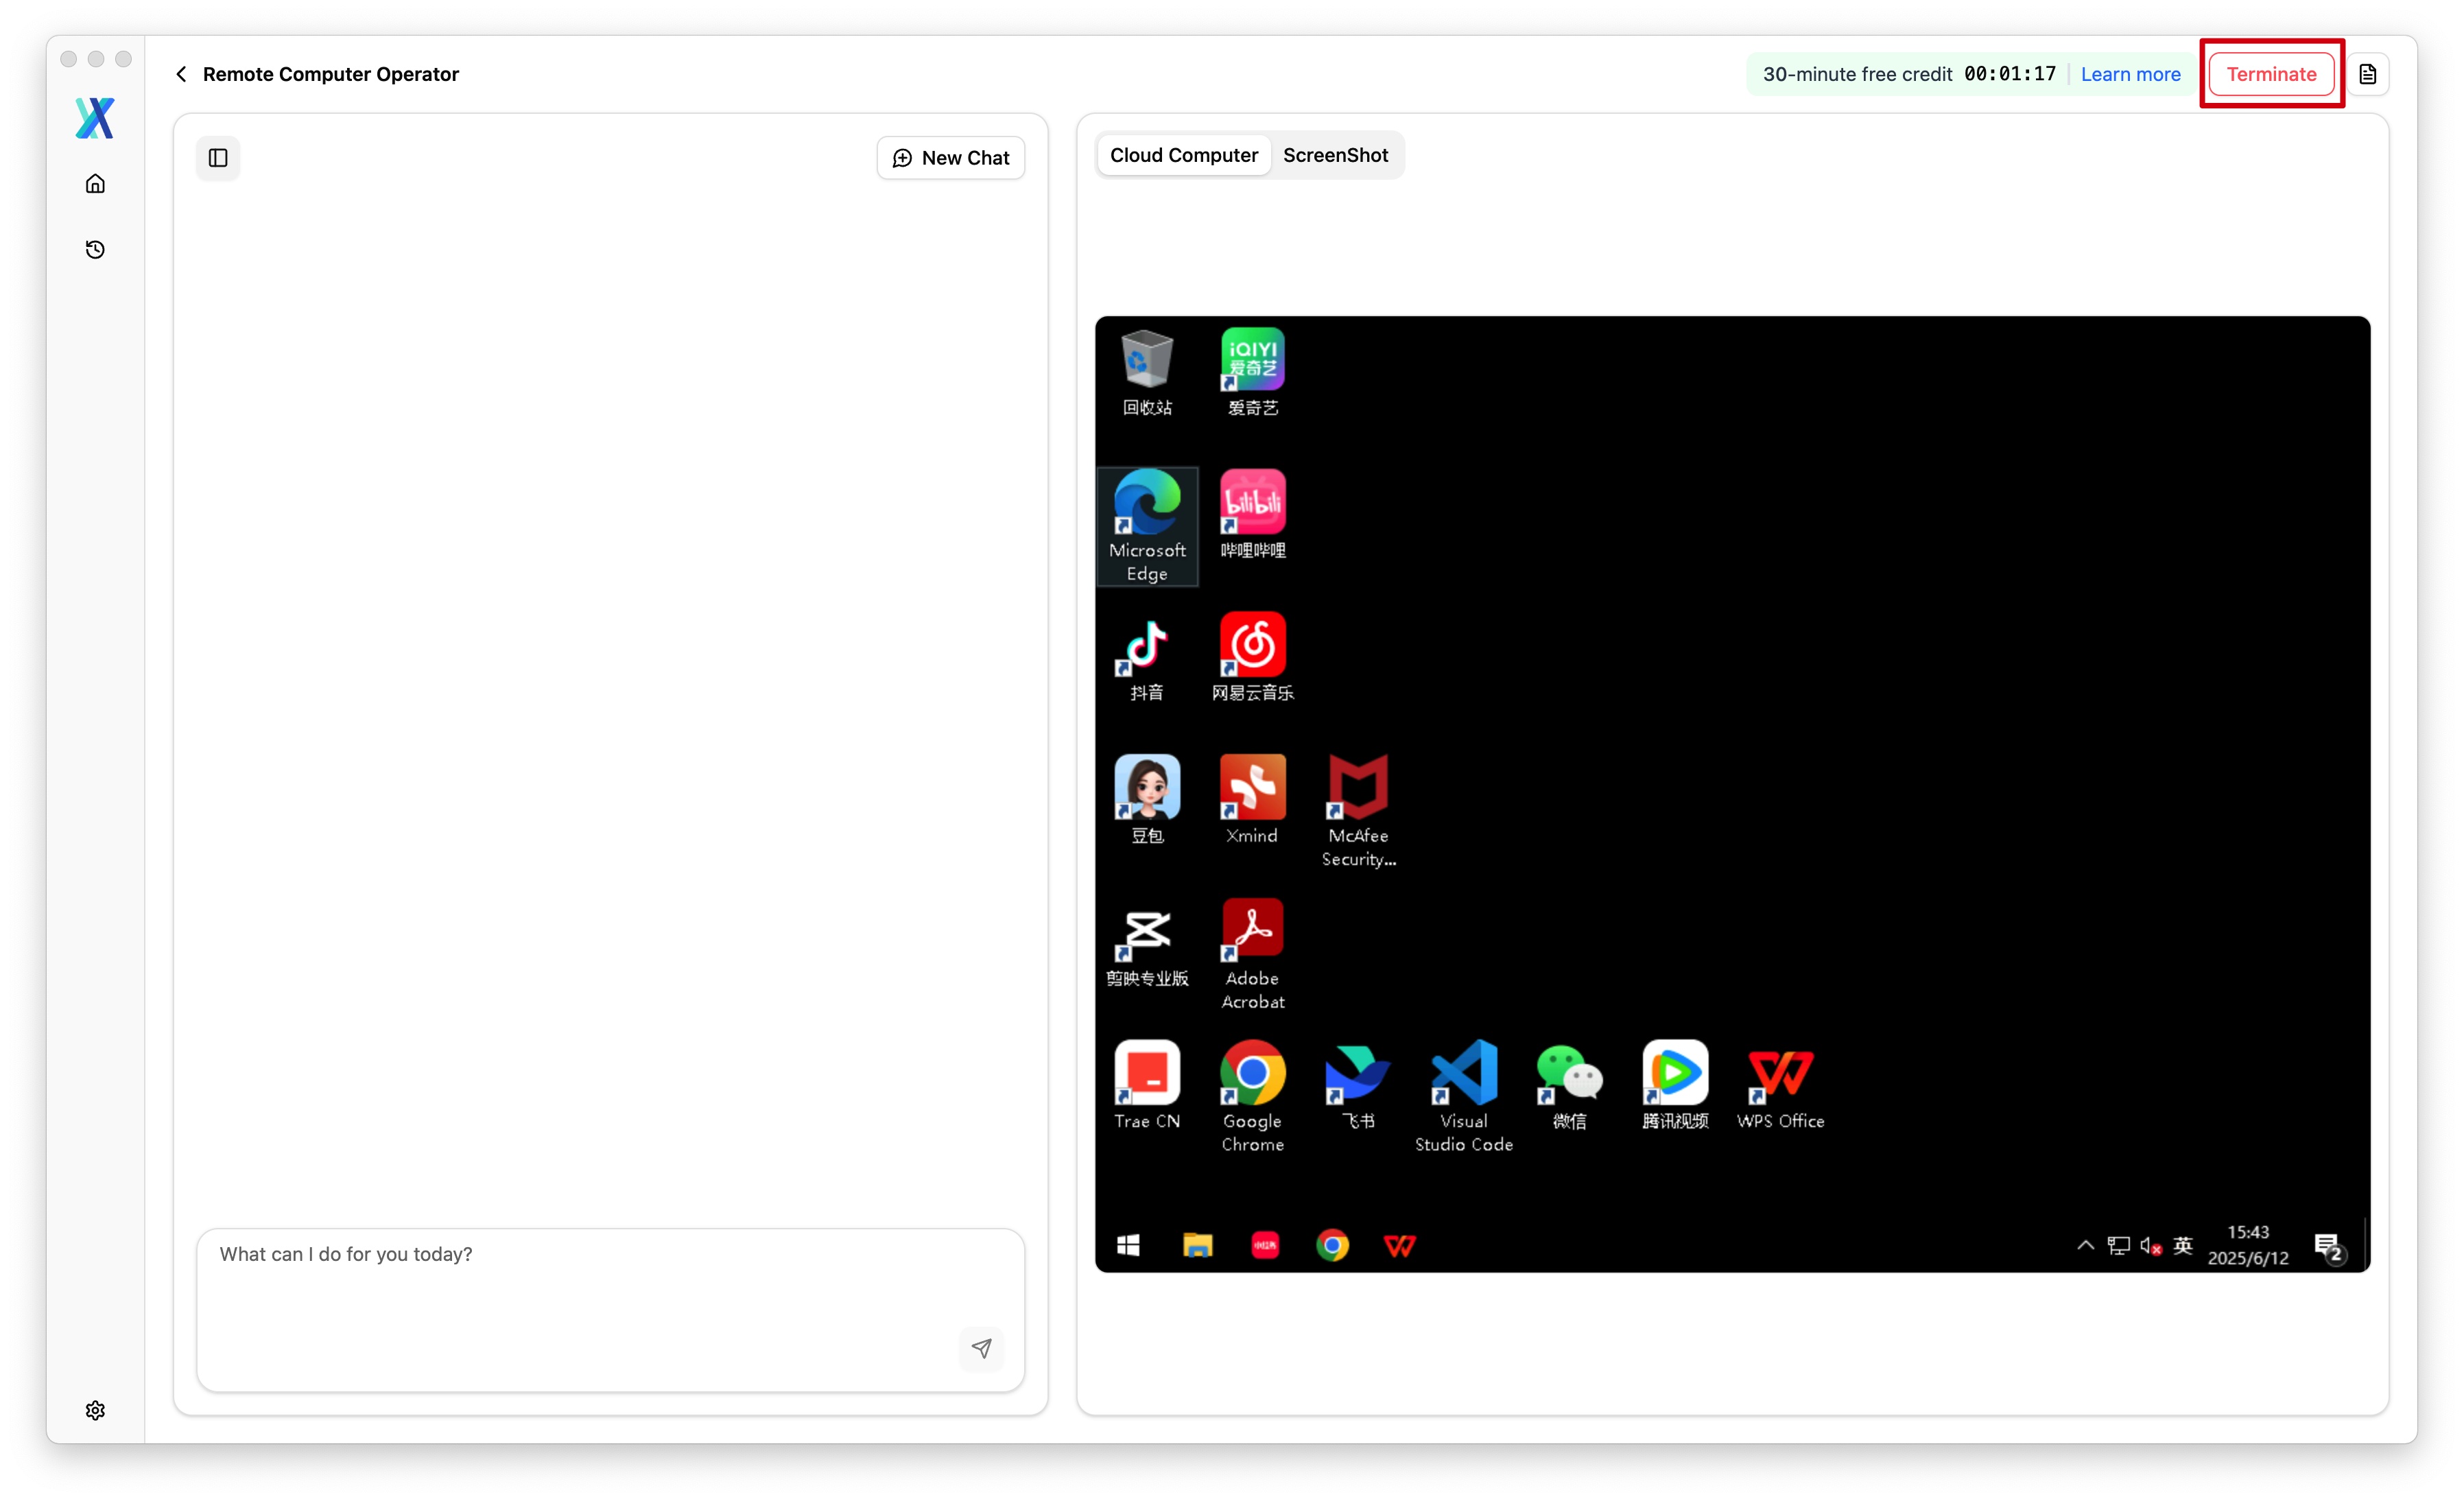 Remote Computer Operator
30-minute free credit 00:01:17
Learn more
Terminate
New Chat
Cloud Computer
ScreenShot
iQIYI
爱奇艺
回收站
爱奇艺
bilibili
Microsoft
Edge
哔哩哔哩
抖音
网易云音乐
豆包
Xmind
McAfee
Security...
剪映专业版
Adobe
Acrobat
Trae CN
Google
Chrome
飞书
Visual
Studio Code
微信
腾讯视频
WPS Office
What can I do for you today?
小红书
英
15:43
2025/6/12
2